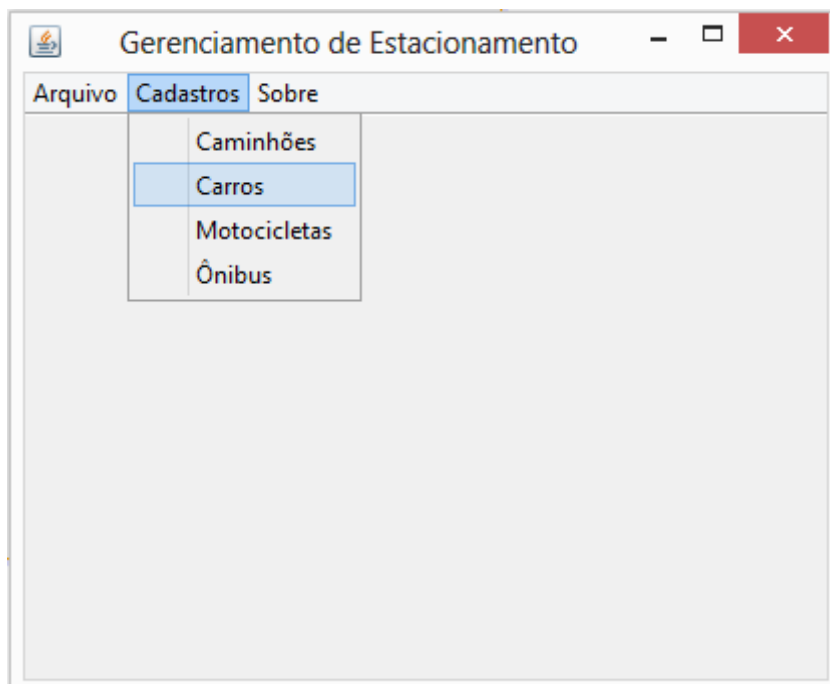 Gerenciamento de Estacionamento
Arquivo Cadastros Sobre
Caminhões
Carros
Motocicletas
Ônibus